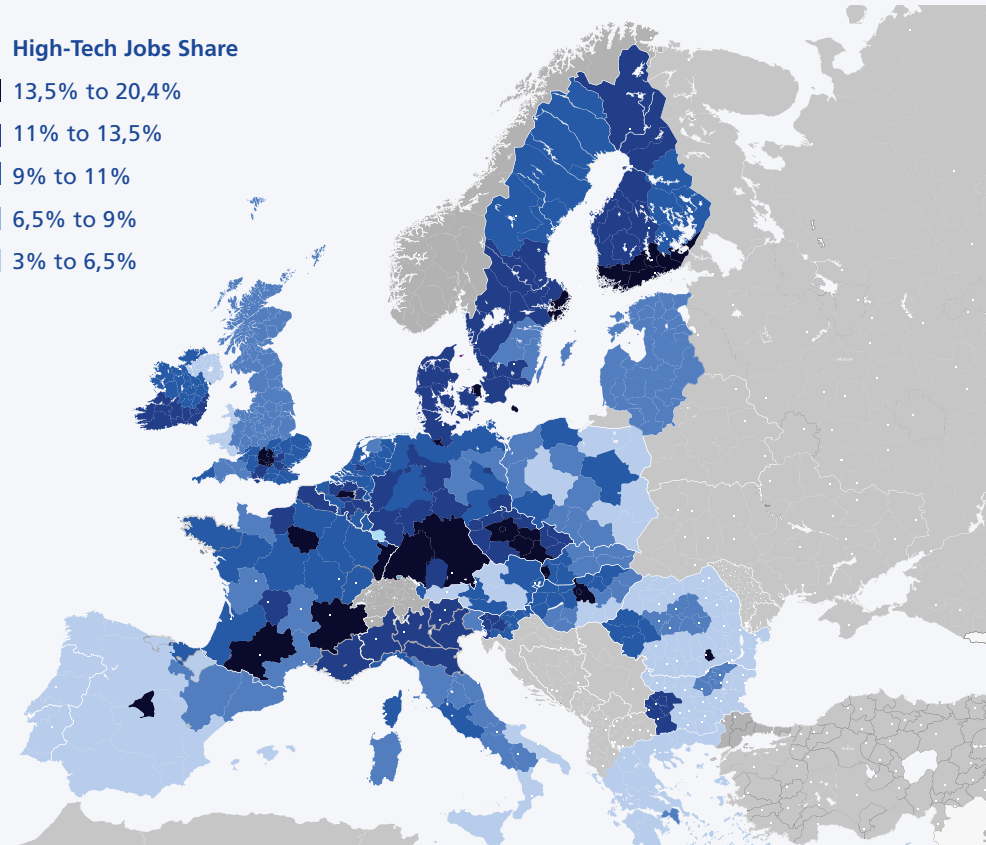 High-Tech Jobs Share
13,5% to 20,4%
11% to 13,5%
9% to 11%
6,5% to 9%
3% to 6,5%